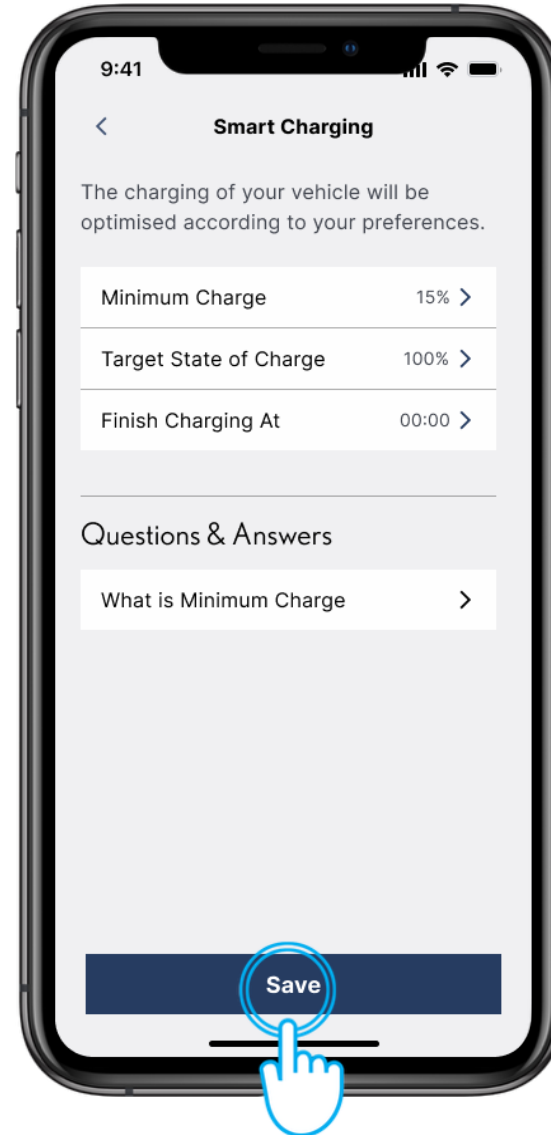 9:41
Smart Charging
The charging of your vehicle will be
optimised according to your preferences.
Minimum Charge 15%
Target State of Charge 100%
Finish Charging At 00:00
Questions & Answers
What is Minimum Charge
Save